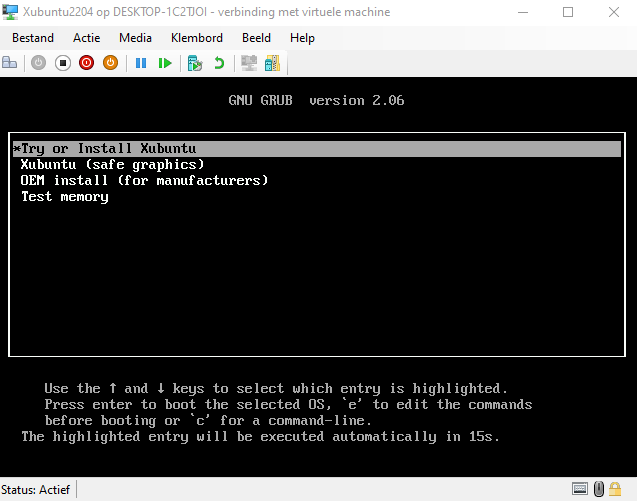 Xubuntu2204 op DESKTOP-1C2TJOI - verbinding met virtuele machine
Bestand Actie Media Klembord Beeld Help
GNU GRUB version 2.06
*Try or Install Xubuntu
Xubuntu (safe graphics)
OEM install (for manufacturers)
Test memory
Use the ↑ and ↓ keys to select which entry is highlighted.
Press enter to boot the selected OS, `e' to edit the commands
before booting or `c' for a command-line.
The highlighted entry will be executed automatically in 15s.
Status: Actief